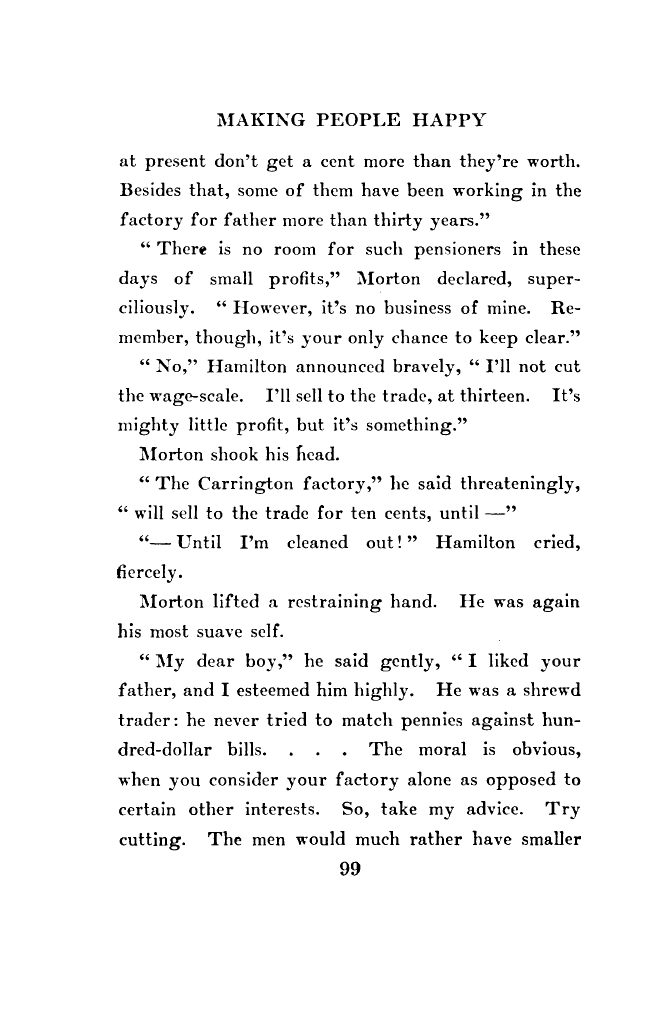 MAKING PEOPLE HAPPY
at present don't get a cent more than they're worth.
Besides that, some of them have been working in the
factory for father more than thirty years."
"There is no room for such pensioners in these
days of small profits," Morton declared, super-
ciliously. "However, it's no business of mine. Re-
member, though, it's your only chance to keep clear."
"No," Hamilton announced bravely, "I'll not cut
the wage-scale. I'll sell to the trade, at thirteen. It's
mighty little profit, but it's something."
Morton shook his head.
"The Carrington factory," he said threateningly,
"will sell to the trade for ten cents, until —"
"— Until I'm cleaned out!" Hamilton cried,
fiercely.
Morton lifted a restraining hand. He was again
his most suave self.
"My dear boy," he said gently, "I liked your
father, and I esteemed him highly. He was a shrewd
trader: he never tried to match pennies against hun-
dred-dollar bills. . . . The moral is obvious,
when you consider your factory alone as opposed to
certain other interests. So, take my advice. Try
cutting. The men would much rather have smaller
99